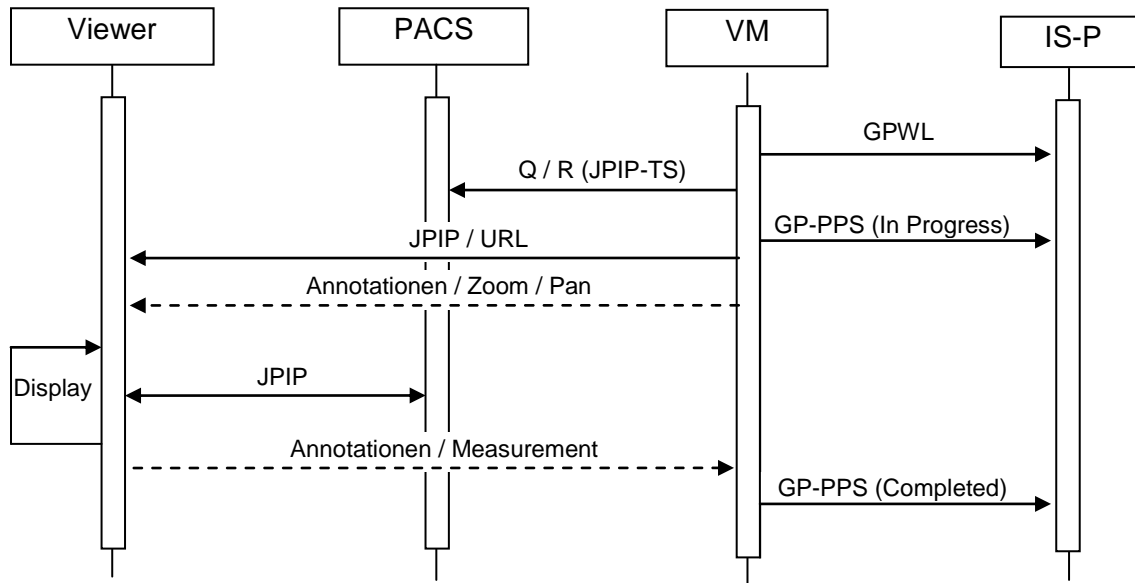 Viewer
PACS
VM
IS-P
GPWL
Q / R (JPIP-TS)
GP-PPS (In Progress)
JPIP / URL
Annotationen / Zoom / Pan
Display
JPIP
Annotationen / Measurement
GP-PPS (Completed)